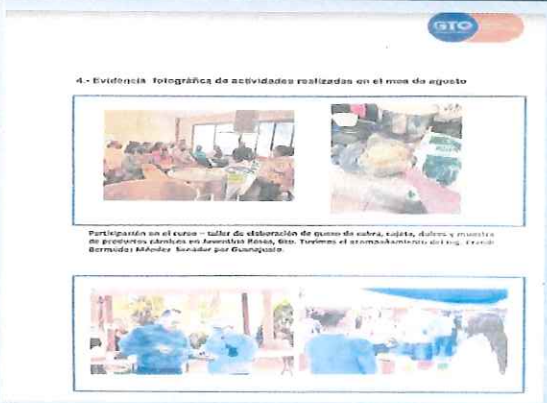 GTO
4.- Evidencia fotográfica de actividades realizadas en el mes de agosto
Participación en el curso – taller de elaboración de queso de cabra, cajeta, dulces y muestra
de productos cárnicos en Juventino Rosas, Gto. Tuvimos el acompañamiento del Ing.
Bermúdez Méndez Senador por Guanajuato.